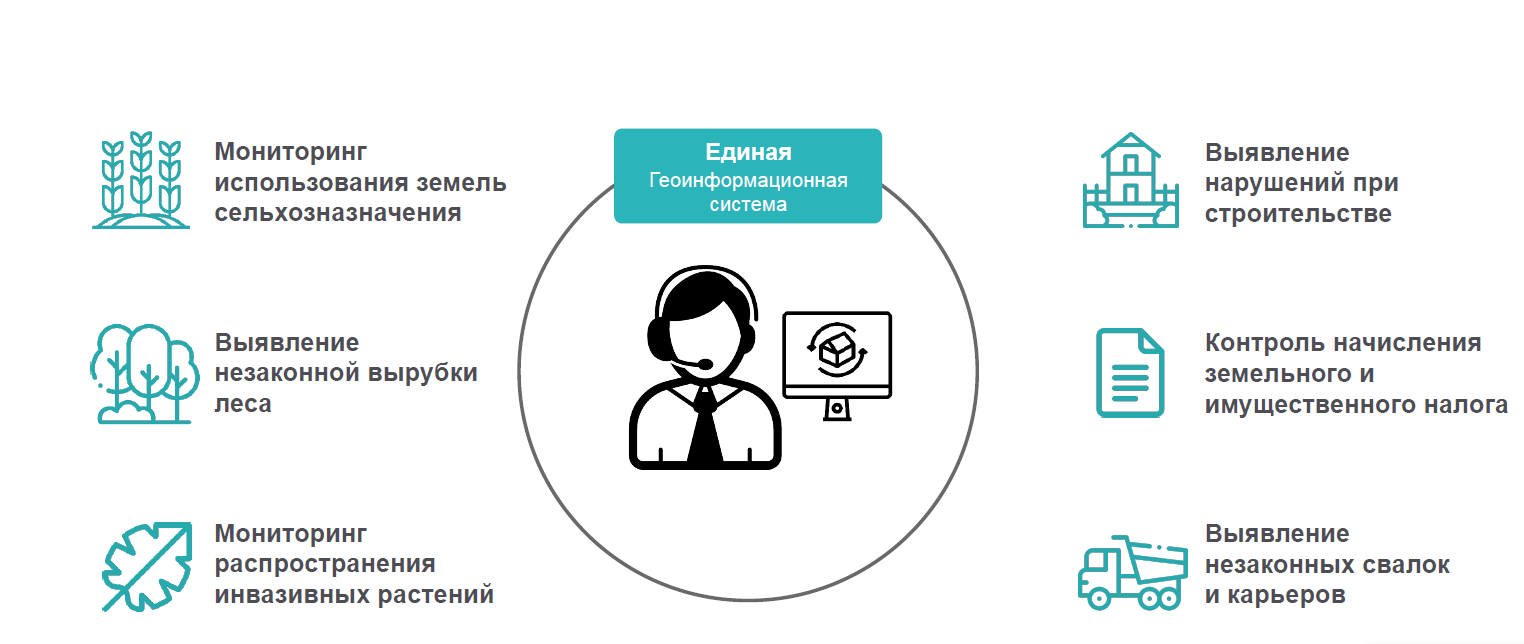 Единая
Геоинформационная
система
Мониторинг
использования земель
сельхозназначения
Выявление
незаконной вырубки
леса
Мониторинг
распространения
инвазивных растений
Выявление
нарушений при
строительстве
Контроль начисления
земельного и
имущественного налога
Выявление
незаконных свалок
и карьеров